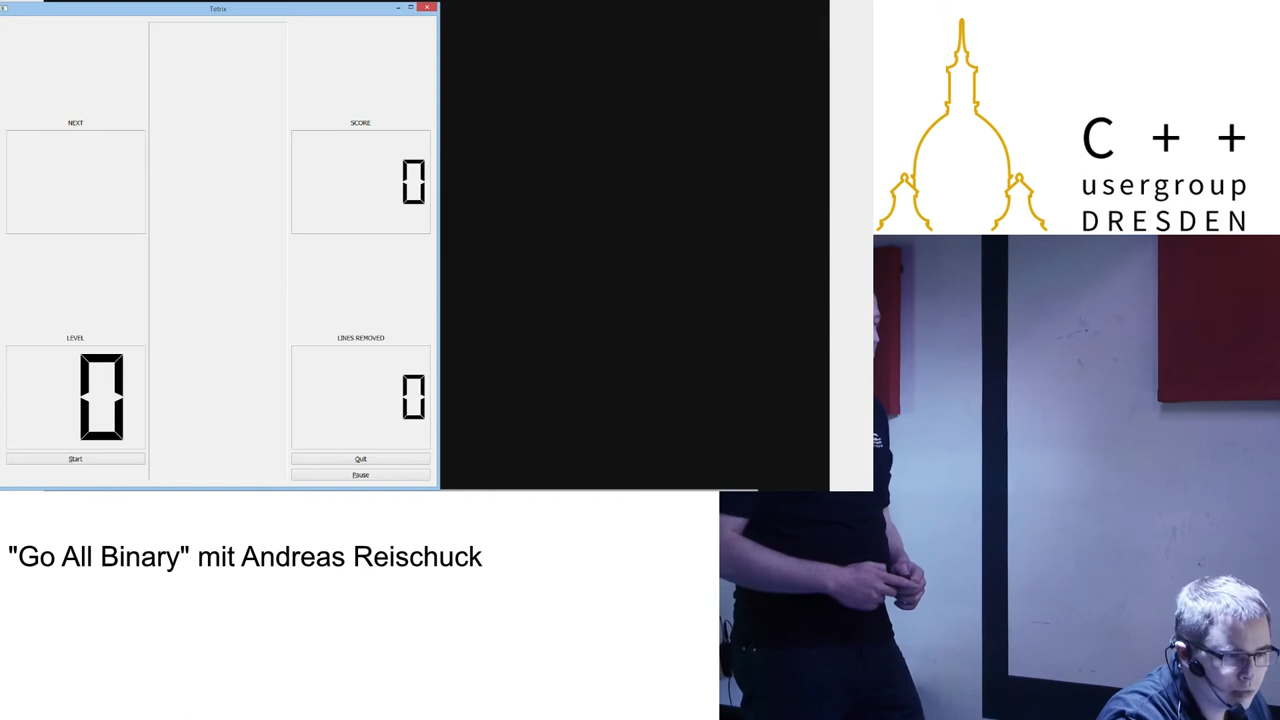 Tetrix
NEXT
SCORE
0
LEVEL
0
LINES REMOVED
0
Start
Quit
Pause
C + +
usergroup
DRESDEN
"Go All Binary" mit Andreas Reischuck